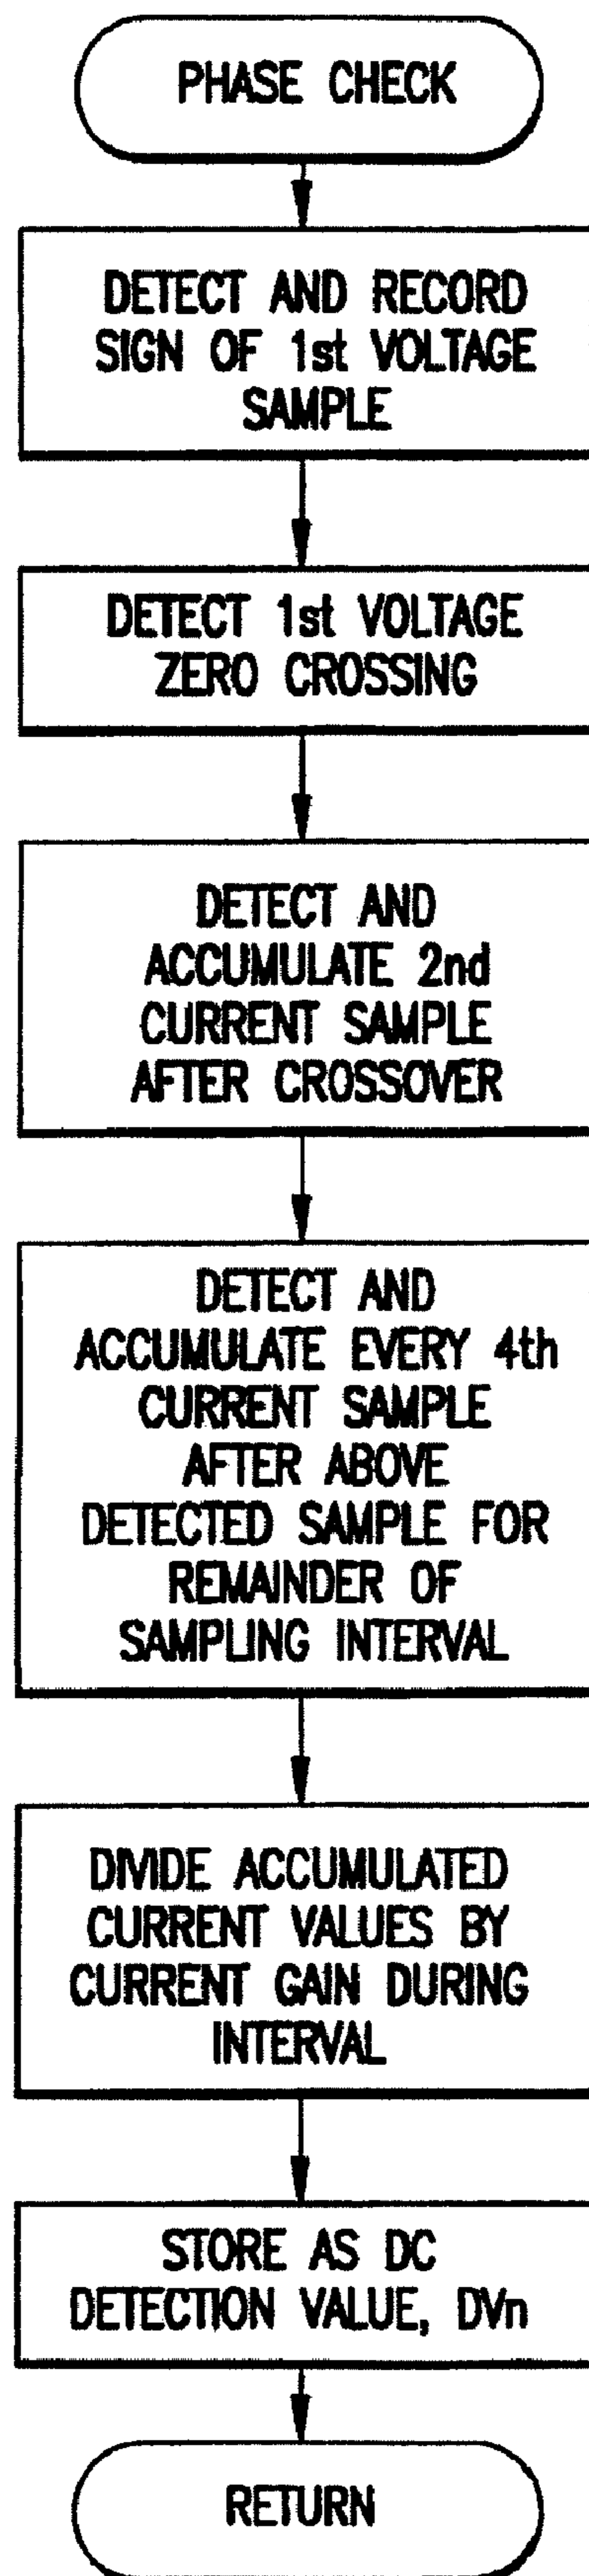 PHASE CHECK
DETECT AND RECORD
SIGN OF 1st VOLTAGE
SAMPLE
DETECT 1st VOLTAGE
ZERO CROSSING
DETECT AND
ACCUMULATE 2nd
CURRENT SAMPLE
AFTER CROSSOVER
DETECT AND
ACCUMULATE EVERY 4th
CURRENT SAMPLE
AFTER ABOVE
DETECTED SAMPLE FOR
REMAINDER OF
SAMPLING INTERVAL
DIVIDE ACCUMULATED
CURRENT VALUES BY
CURRENT GAIN DURING
INTERVAL
STORE AS DC
DETECTION VALUE, DVn
RETURN